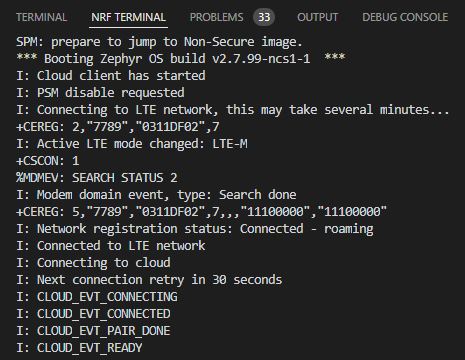 TERMINAL NRF TERMINAL PROBLEMS 33 OUTPUT DEBUG CONSOLE
SPM: prepare to jump to Non-Secure image.
*** Booting Zephyr OS build v2.7.99-ncs1-1  ***
I: Cloud client has started
I: PSM disable requested
I: Connecting to LTE network, this may take several minutes...
+CEREG: 2,"7789","0311DF02",7
I: Active LTE mode changed: LTE-M
+CSCON: 1
%MDMEV: SEARCH STATUS 2
I: Modem domain event, type: Search done
+CEREG: 5,"7789","0311DF02",7,,,"11100000","11100000"
I: Network registration status: Connected - roaming
I: Connected to LTE network
I: Connecting to cloud
I: Next connection retry in 30 seconds
I: CLOUD_EVT_CONNECTING
I: CLOUD_EVT_CONNECTED
I: CLOUD_EVT_PAIR_DONE
I: CLOUD_EVT_READY